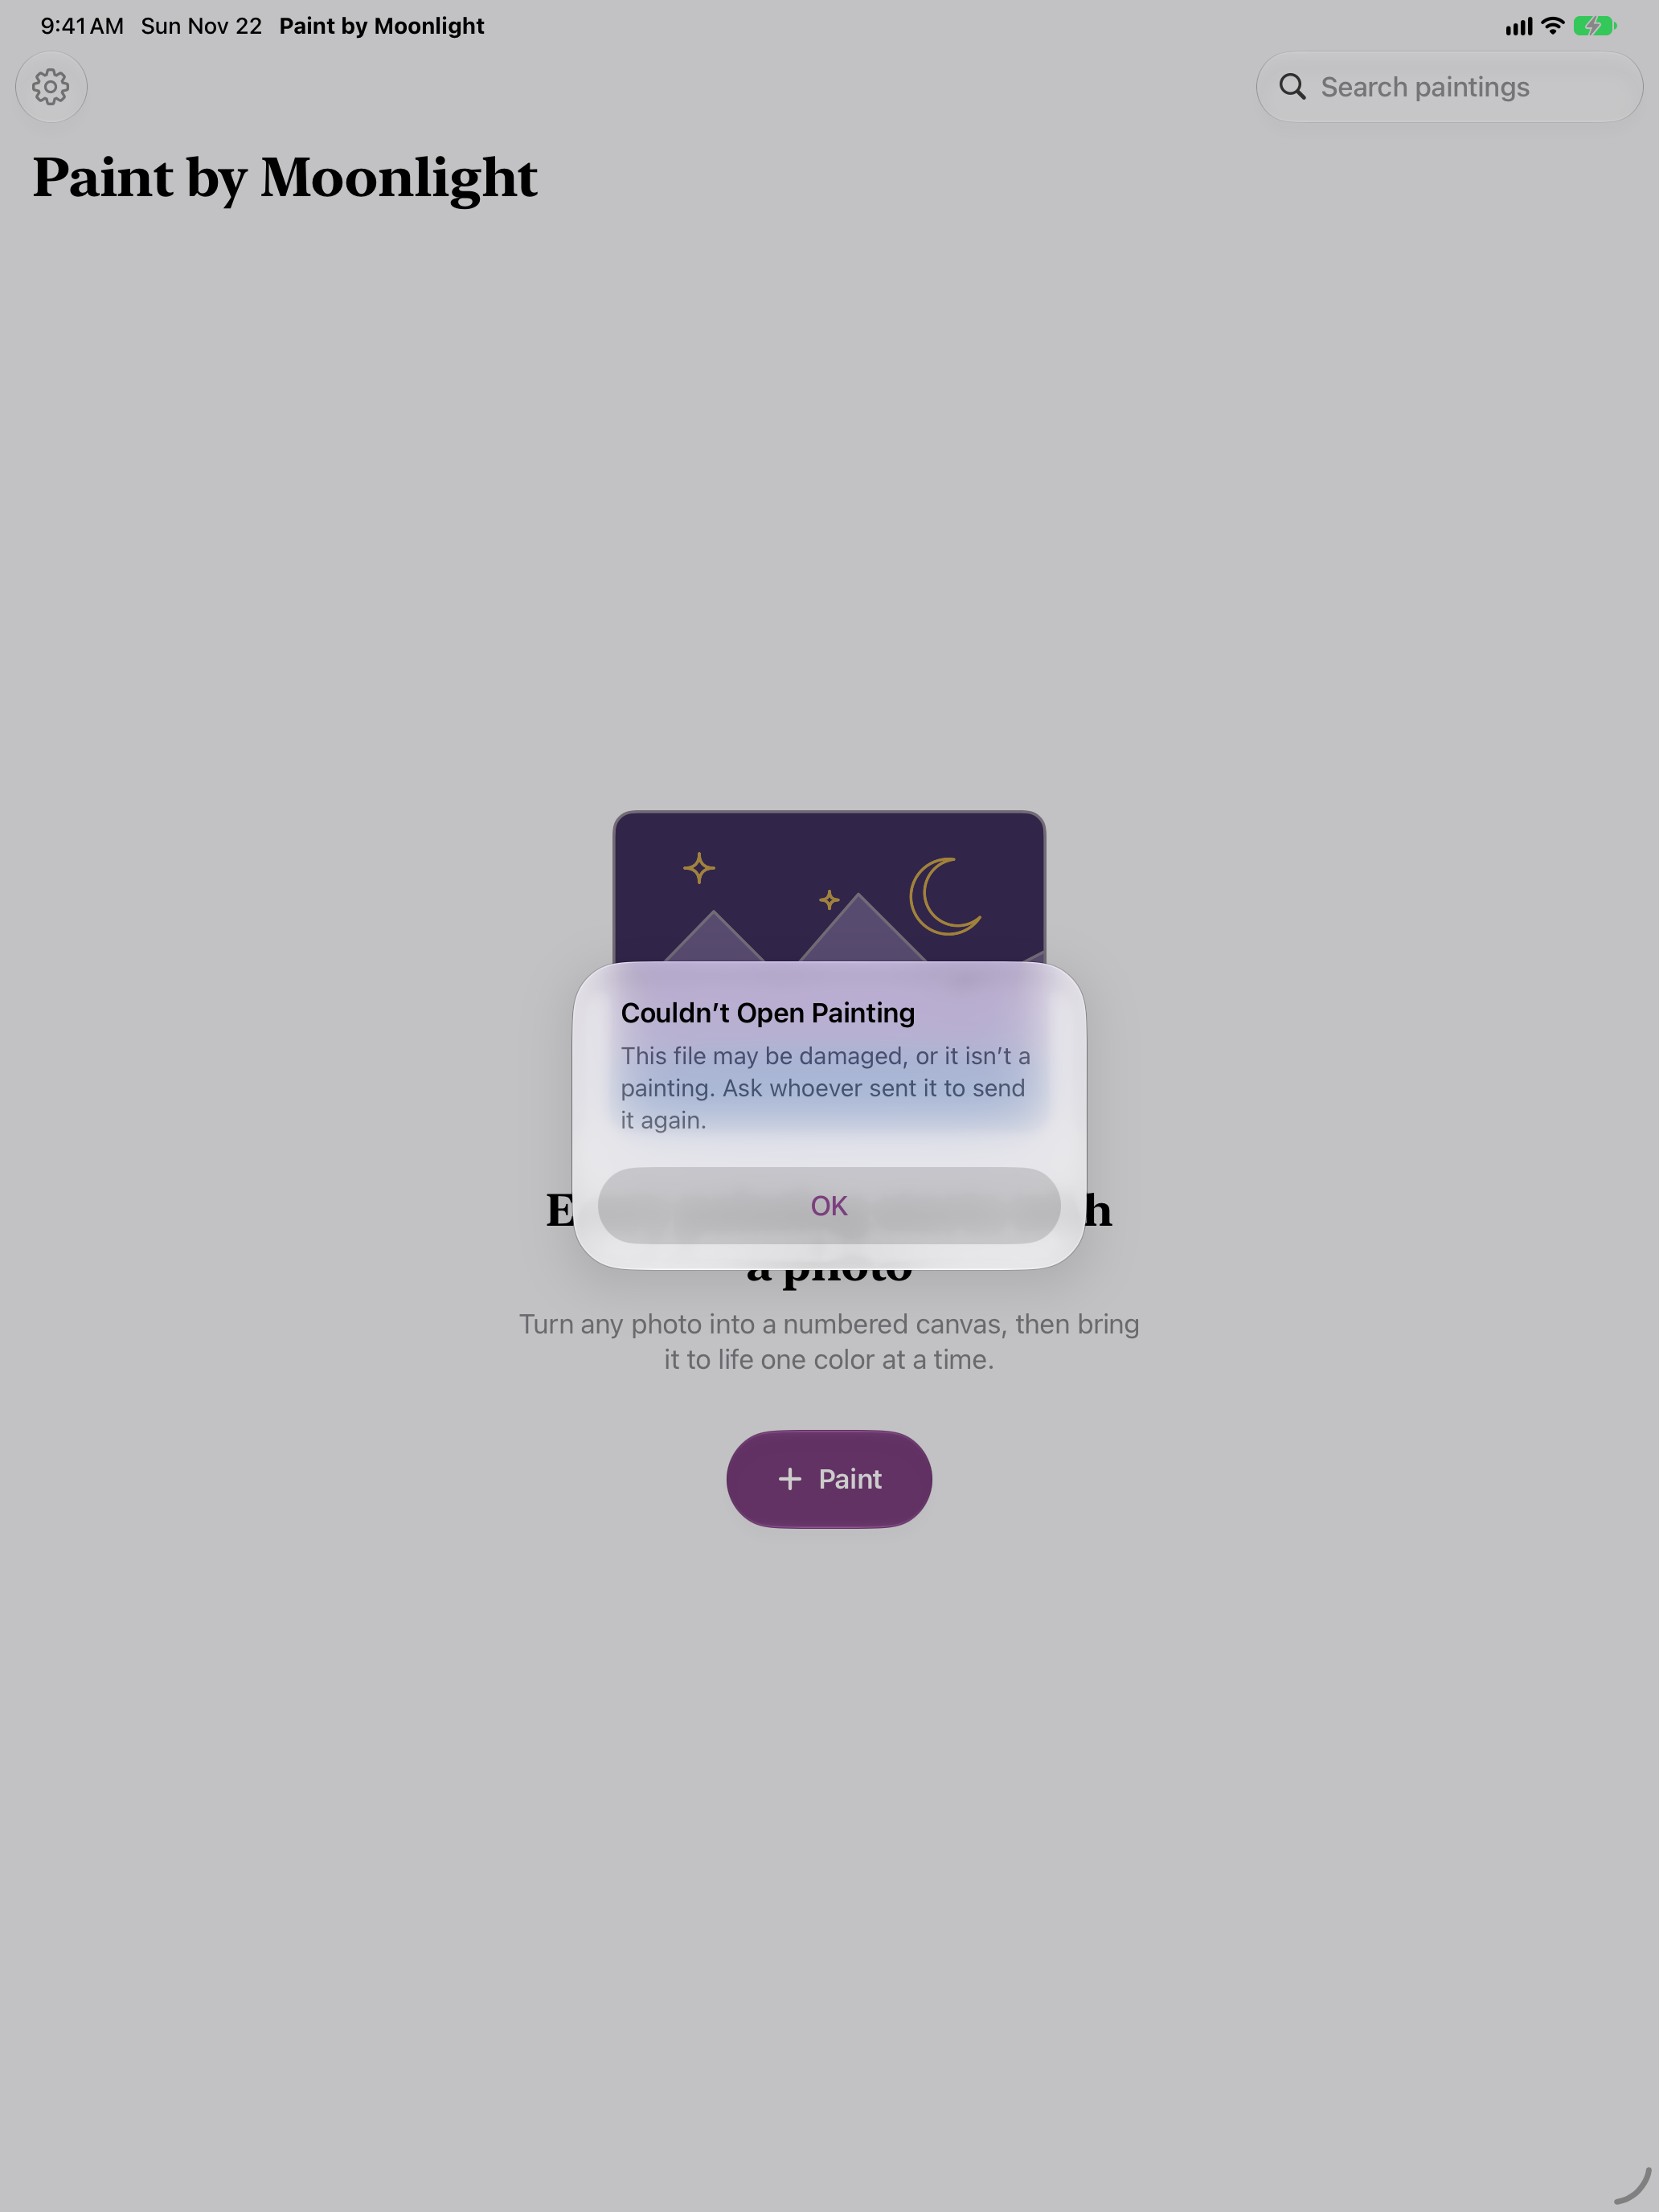 9:41 AM Sun Nov 22 Paint by Moonlight
Search paintings
Paint by Moonlight
Couldn’t Open Painting
This file may be damaged, or it isn’t a
painting. Ask whoever sent it to send
it again.
OK
a photo
Turn any photo into a numbered canvas, then bring
it to life one color at a time.
+ Paint